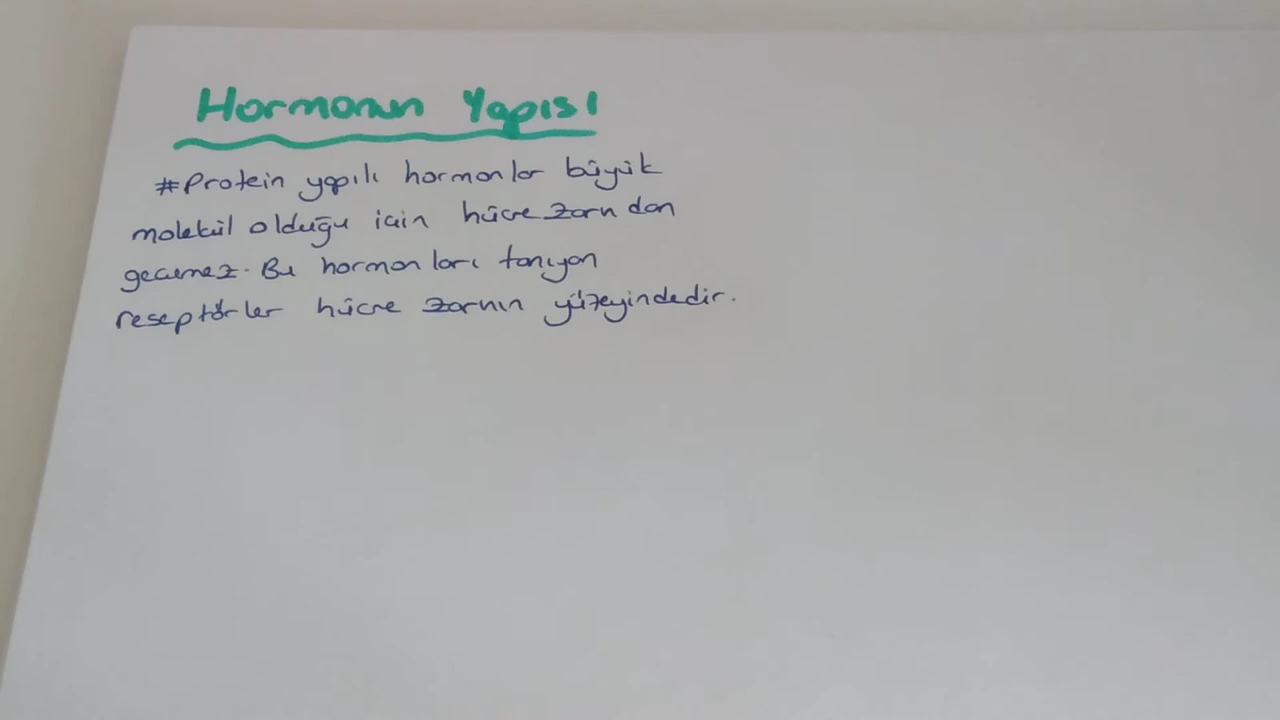 Hormonun Yapısı
#Protein yapılı hormonlar büyük
molekül olduğu için hücre zarından
geçemez. Bu hormonları tanıyan
reseptörler hücre zarının yüzeyindedir.